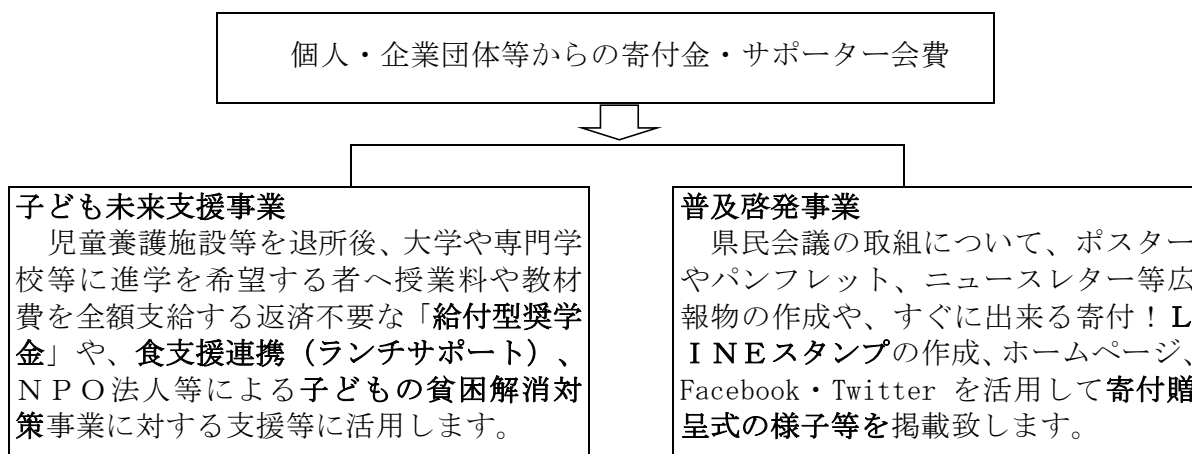 個人・企業団体等からの寄付金・サポーター会費
子ども未来支援事業
児童養護施設等を退所後、大学や専門学
校等に進学を希望する者へ授業料や教材
費を全額支給する返済不要な「給付型奨学
金」や、食支援連携（ランチサポート）、
ＮＰＯ法人等による子どもの貧困解消対
策事業に対する支援等に活用します。
普及啓発事業
県民会議の取組について、ポスター
やパンフレット、ニュースレター等広
報物の作成や、すぐに出来る寄付！Ｌ
ＩＮＥスタンプの作成、ホームページ、
Facebook・Twitter を活用して寄付贈
呈式の様子等を掲載致します。